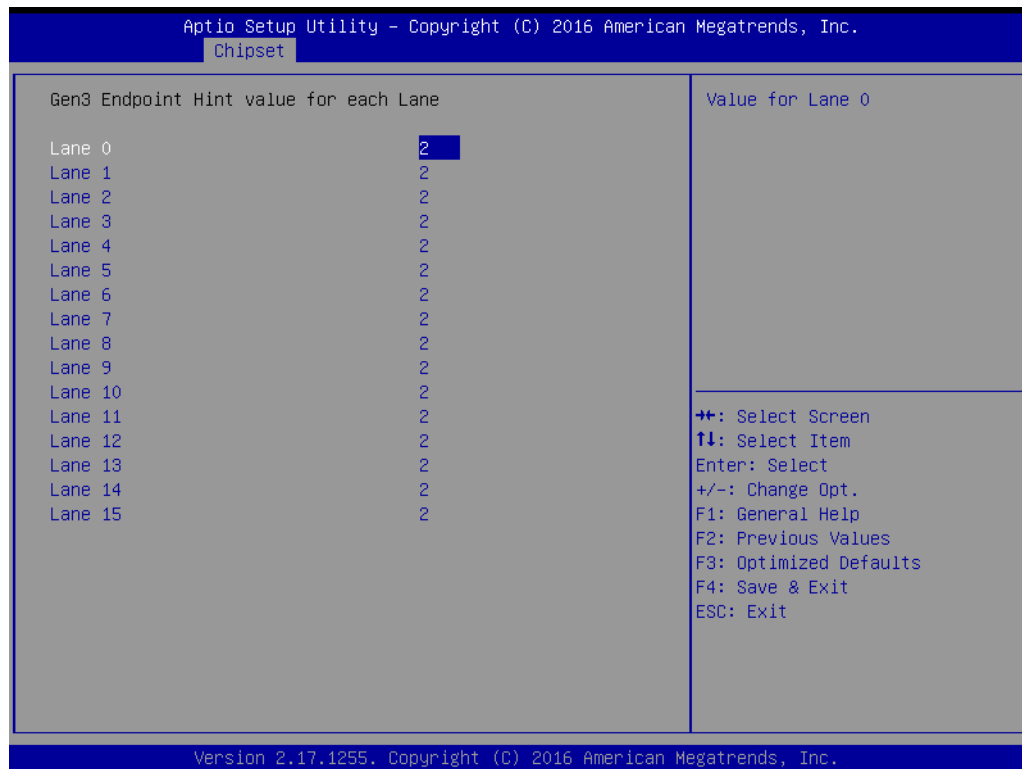 Aptio Setup Utility – Copyright (C) 2016 American Megatrends, Inc.
Chipset
Gen3 Endpoint Hint value for each Lane
Lane 0 2
Lane 1 2
Lane 2 2
Lane 3 2
Lane 4 2
Lane 5 2
Lane 6 2
Lane 7 2
Lane 8 2
Lane 9 2
Lane 10 2
Lane 11 2
Lane 12 2
Lane 13 2
Lane 14 2
Lane 15 2
Value for Lane 0
→←: Select Screen
↑↓: Select Item
Enter: Select
+/-: Change Opt.
F1: General Help
F2: Previous Values
F3: Optimized Defaults
F4: Save & Exit
ESC: Exit
Version 2.17.1255. Copyright (C) 2016 American Megatrends, Inc.